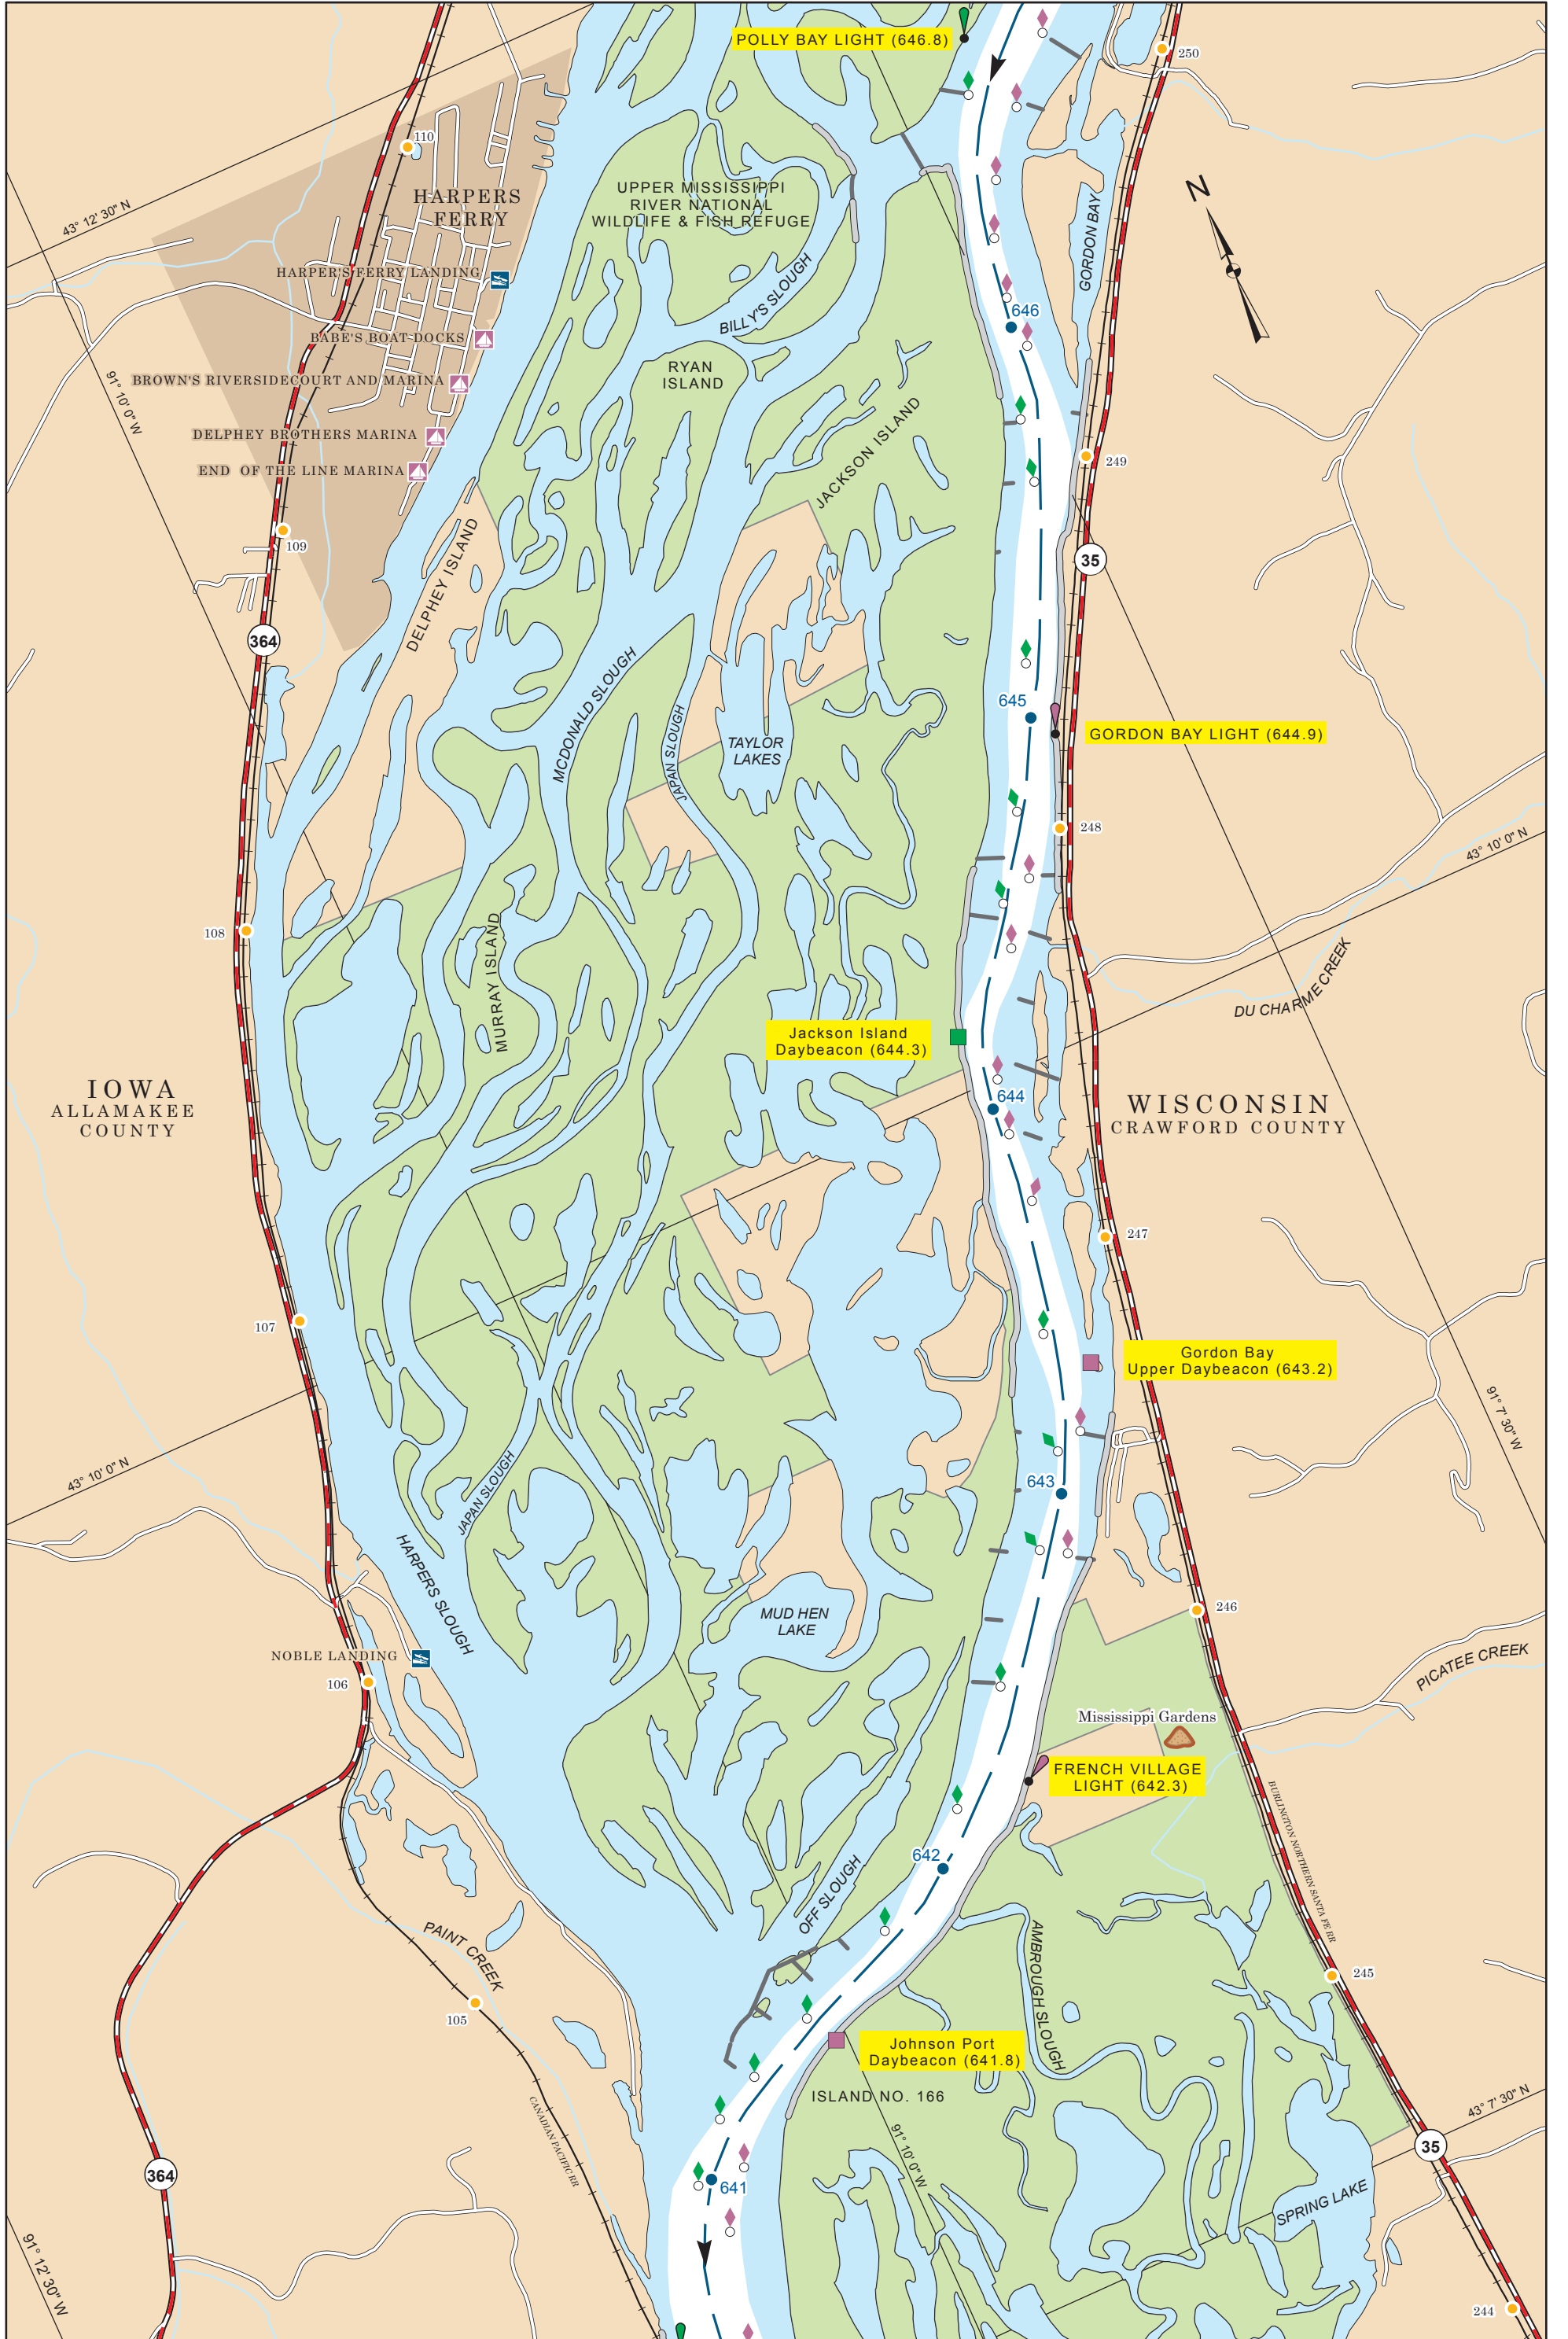 POLLY BAY LIGHT (646.8)
250
110
HARPERS
FERRY
UPPER MISSISSIPPI
RIVER NATIONAL
WILDLIFE & FISH REFUGE
N
43° 12' 30" N
GORDON BAY
HARPER'S FERRY LANDING
BILLY'S SLOUGH
646
BABE'S BOAT DOCKS
RYAN
ISLAND
BROWN'S RIVERSIDECOURT AND MARINA
91° 10' 0" W
JACKSON ISLAND
DELPHEY BROTHERS MARINA
249
END OF THE LINE MARINA
109
35
DELPHEY ISLAND
364
MCDONALD SLOUGH
645
JAPAN SLOUGH
GORDON BAY LIGHT (644.9)
TAYLOR
LAKES
248
43° 10' 0" N
108
MURRAY ISLAND
DU CHARME CREEK
Jackson Island
Daybeacon (644.3)
IOWA
ALLAMAKEE
COUNTY
644
WISCONSIN
CRAWFORD COUNTY
247
107
Gordon Bay
Upper Daybeacon (643.2)
91° 7' 30" W
43° 10' 0" N
JAPAN SLOUGH
643
HARPERS SLOUGH
246
MUD HEN
LAKE
NOBLE LANDING
PICATEE CREEK
106
Mississippi Gardens
FRENCH VILLAGE
LIGHT (642.3)
BURLINGTON NORTHERN SANTA FE RR
642
OFF SLOUGH
PAINT CREEK
AMBROUGH SLOUGH
245
105
Johnson Port
Daybeacon (641.8)
ISLAND NO. 166
CANADIAN PACIFIC RR
91° 10' 0" W
43° 7' 30" N
35
364
641
SPRING LAKE
91° 12' 30" W
244